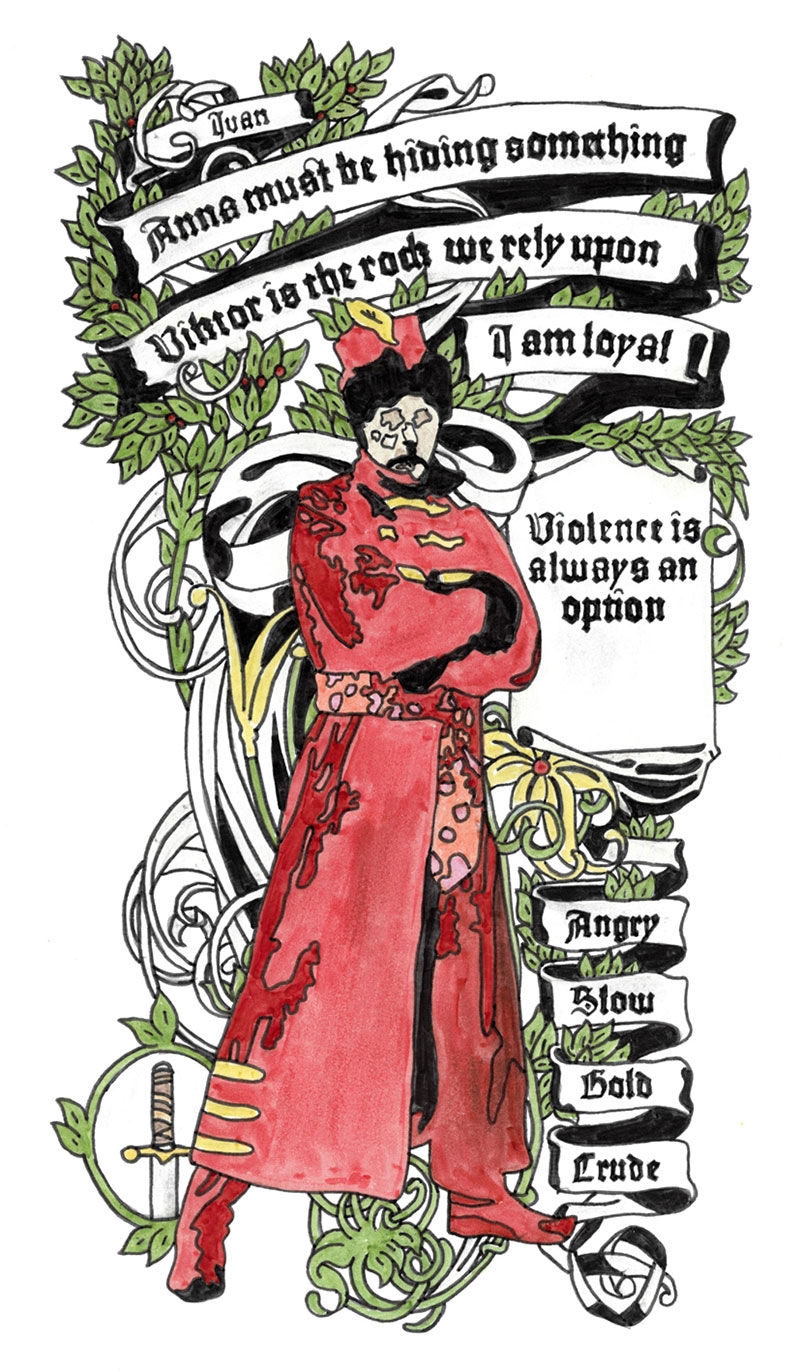 Ivan
Anna must be hiding something
Viktor is the rock we rely upon
I am loyal
Violence is
always an
option
Angry
Slow
Bold
Crude